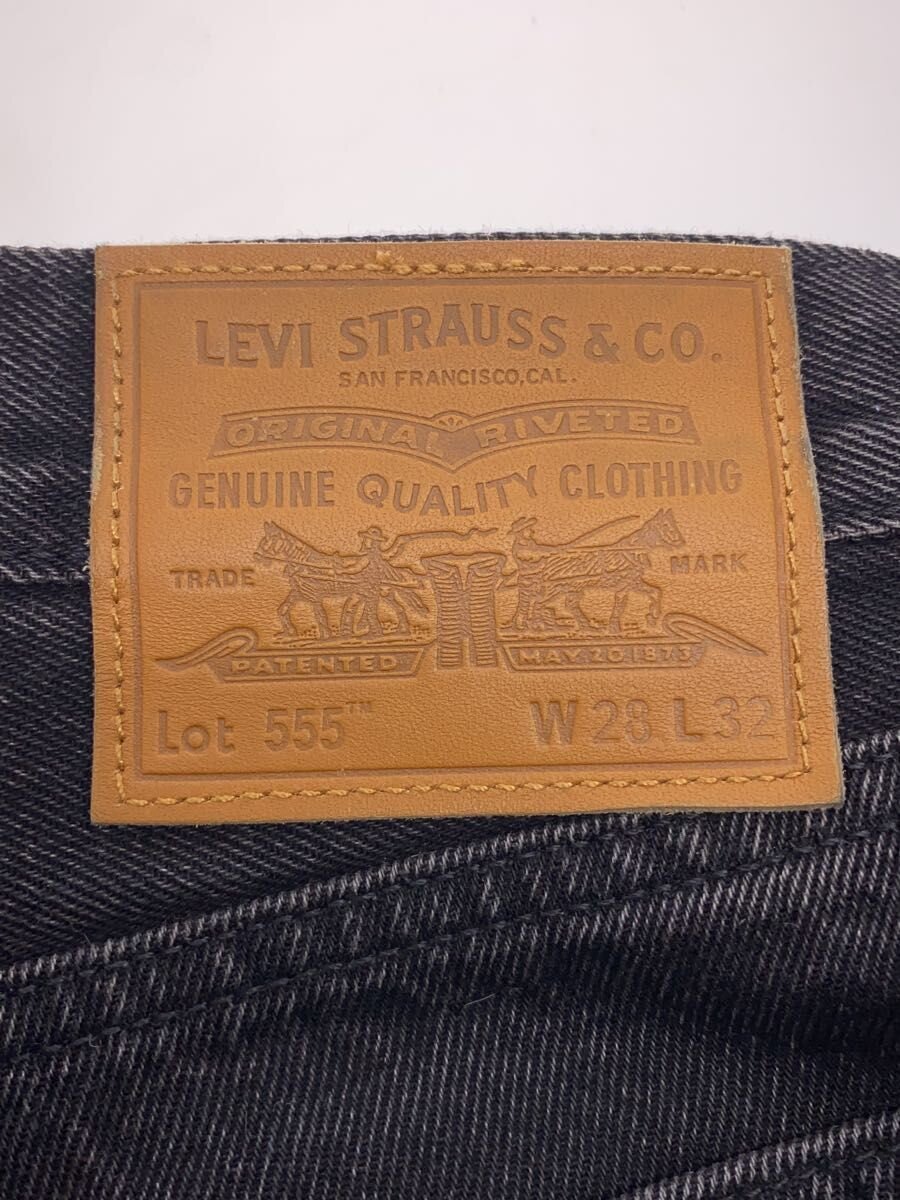 LEVI STRAUSS & CO.
SAN FRANCISCO, CAL.
ORIGINAL RIVETED
GENUINE QUALITY CLOTHING
TRADE MARK
PATENTED MAY 20 1873
Lot 555™ W 28 L 32